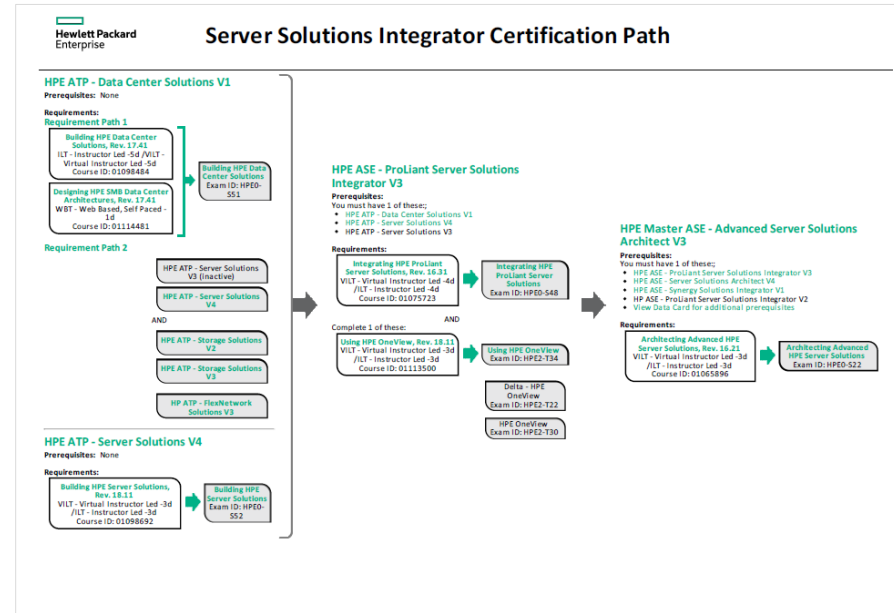 Hewlett Packard
Enterprise
Server Solutions Integrator Certification Path
HPE ATP - Data Center Solutions V1
Prerequisites: None
Requirements:
Requirement Path 1
Building HPE Data Center
Solutions, Rev. 17.41
ILT - Instructor Led -5d /VILT -
Virtual Instructor Led -5d
Course ID: 01098484
Designing HPE SMB Data Center
Architectures, Rev. 17.41
WBT - Web Based, Self Paced -
1d
Course ID: 01114481
Building HPE Data
Center Solutions
Exam ID: HPE0-
S51
Requirement Path 2
HPE ATP - Server Solutions
V3 (Inactive)
HPE ATP - Server Solutions
V4
AND
HPE ATP - Storage Solutions
V2
HPE ATP - Storage Solutions
V3
HP ATP - FlexNetwork
Solutions V3
HPE ATP - Server Solutions V4
Prerequisites: None
Requirements:
Building HPE Server Solutions,
Rev. 18.11
VILT - Virtual Instructor Led -3d
/ILT - Instructor Led -3d
Course ID: 01098692
Building HPE
Server Solutions
Exam ID: HPE0-
S52
HPE ASE - ProLiant Server Solutions
Integrator V3
Prerequisites:
You must have 1 of these:;
• HPE ATP - Data Center Solutions V1
• HPE ATP - Server Solutions V4
• HPE ATP - Server Solutions V3
Requirements:
Integrating HPE ProLiant
Server Solutions, Rev. 16.31
VILT - Virtual Instructor Led -4d
/ILT - Instructor Led -4d
Course ID: 01075723
Integrating HPE
ProLiant Server
Solutions
Exam ID: HPE0-S48
AND
Complete 1 of these:
Using HPE OneView, Rev. 18.11
VILT - Virtual Instructor Led -3d
/ILT - Instructor Led -3d
Course ID: 01113500
Using HPE OneView
Exam ID: HPE2-T34
Delta - HPE
OneView
Exam ID: HPE2-T22
HPE OneView
Exam ID: HPE2-T30
HPE Master ASE - Advanced Server Solutions
Architect V3
Prerequisites:
You must have 1 of these:;
• HPE ASE - ProLiant Server Solutions Integrator V3
• HPE ASE - Server Solutions Architect V4
• HPE ASE - Synergy Solutions Integrator V1
• HP ASE - ProLiant Server Solutions Integrator V2
• View Data Card for additional prerequisites
Requirements:
Architecting Advanced HPE
Server Solutions, Rev. 16.21
VILT - Virtual Instructor Led -3d
/ILT - Instructor Led -3d
Course ID: 01065896
Architecting Advanced
HPE Server Solutions
Exam ID: HPE0-S22